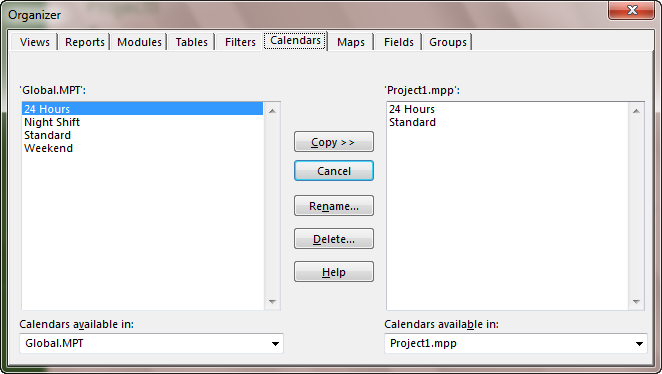 Organizer
Views Reports Modules Tables Filters Calendars Maps Fields Groups
'Global.MPT':
24 Hours
Night Shift
Standard
Weekend
Copy >>
Cancel
Rename...
Delete...
Help
'Project1.mpp':
24 Hours
Standard
Calendars available in:
Global.MPT
Calendars available in:
Project1.mpp